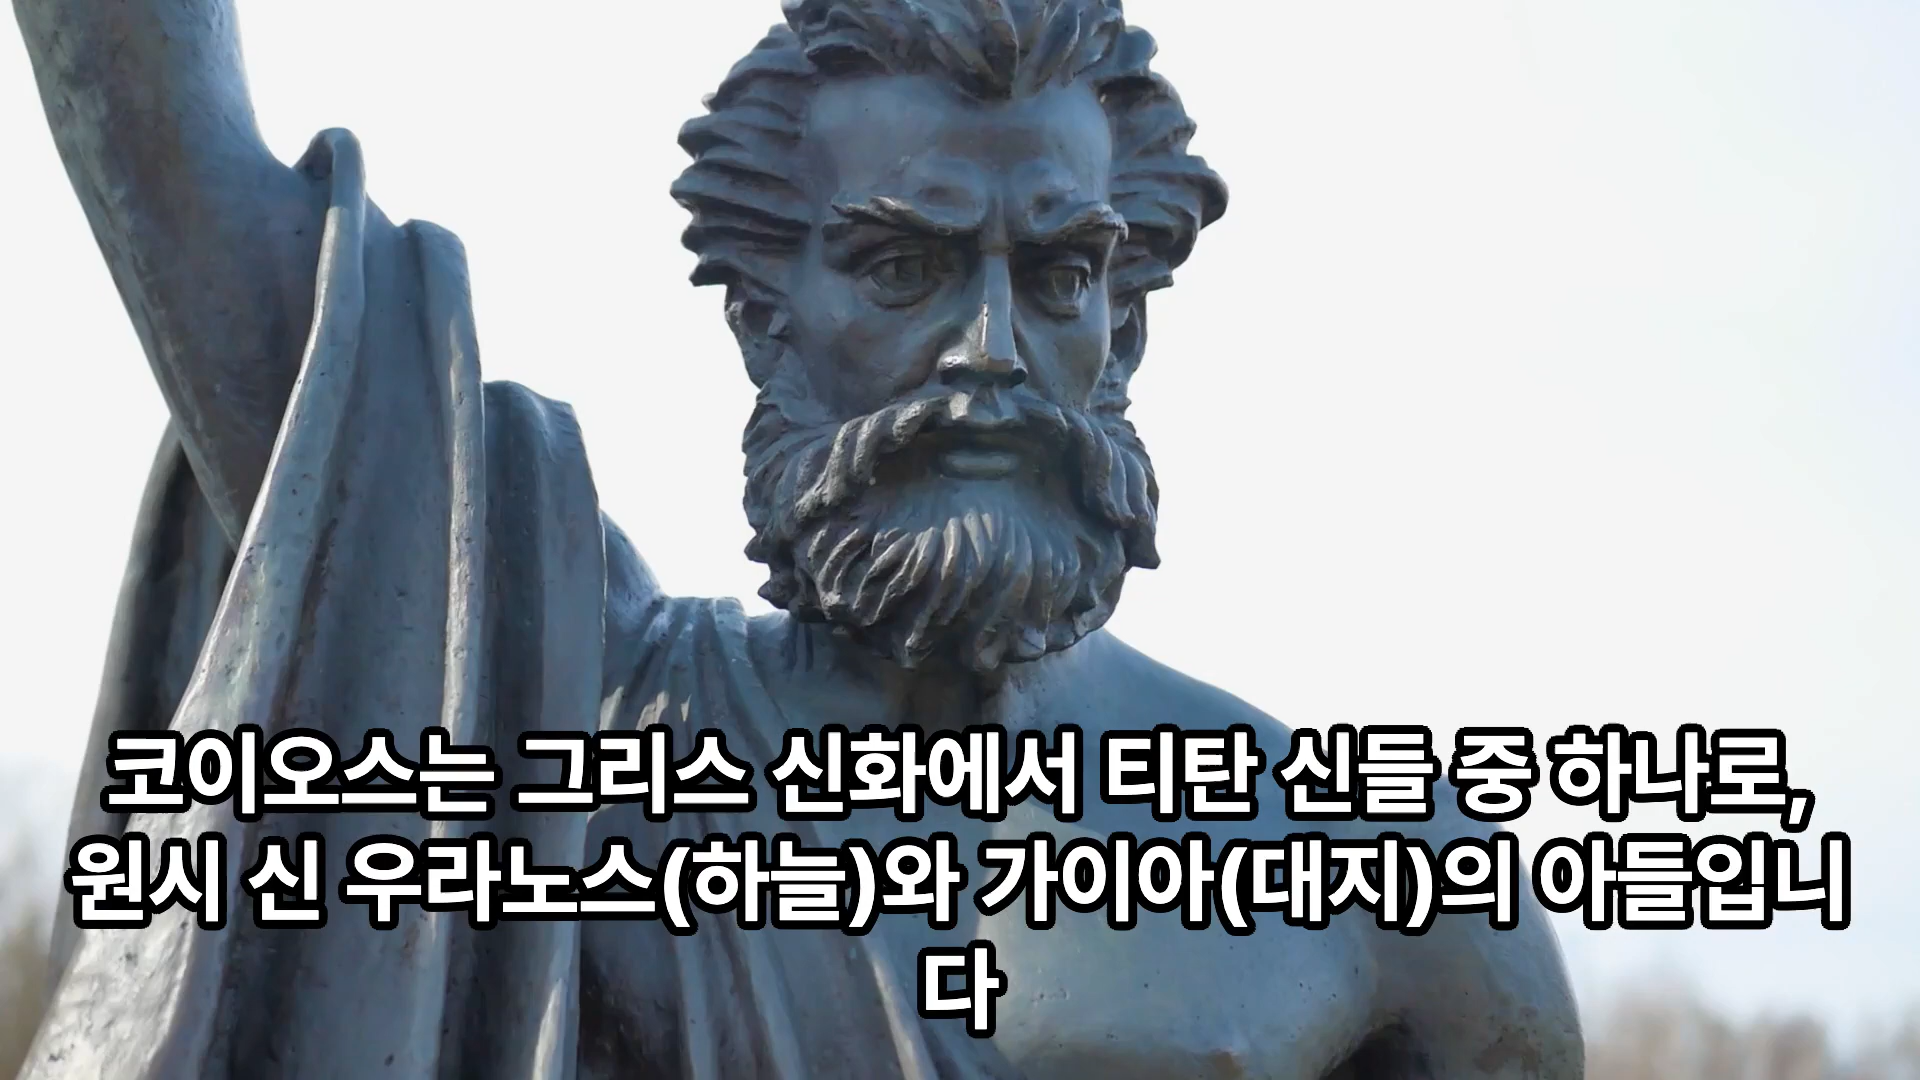 코이오스는 그리스 신화에서 티탄 신들 중 하나로,
원시 신 우라노스(하늘)와 가이아(대지)의 아들입니
다